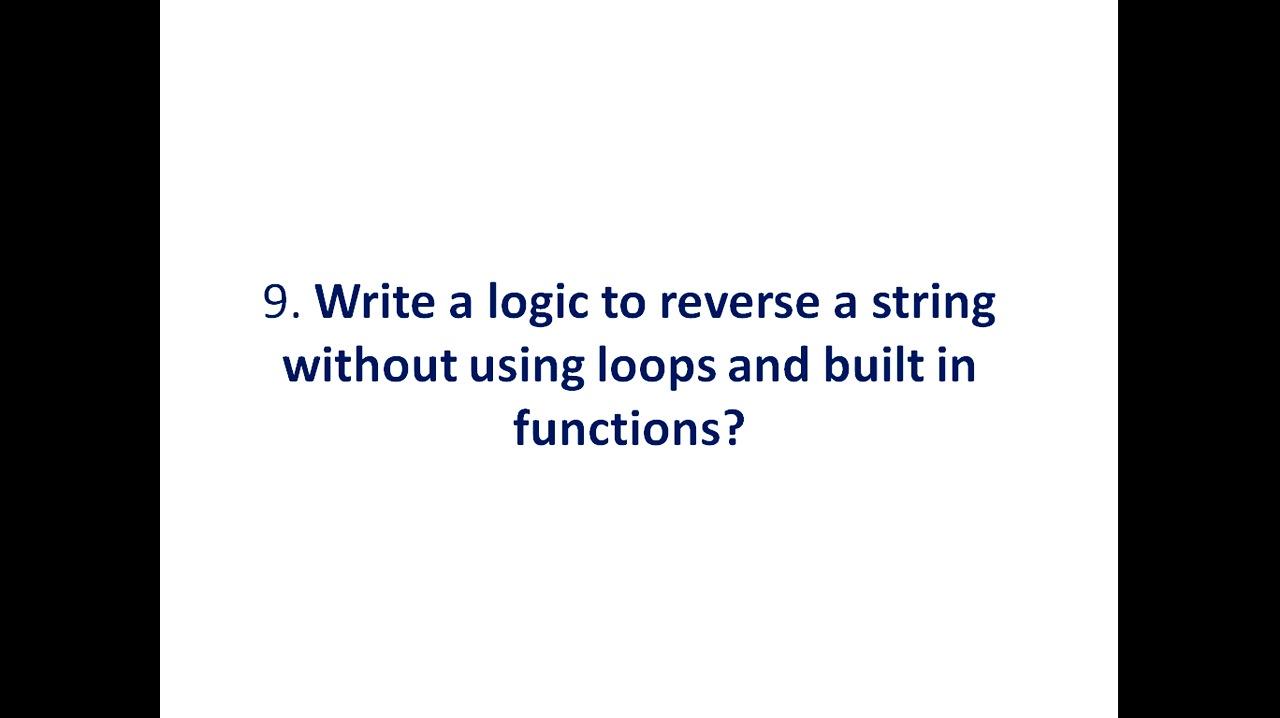 9. Write a logic to reverse a string
without using loops and built in
functions?